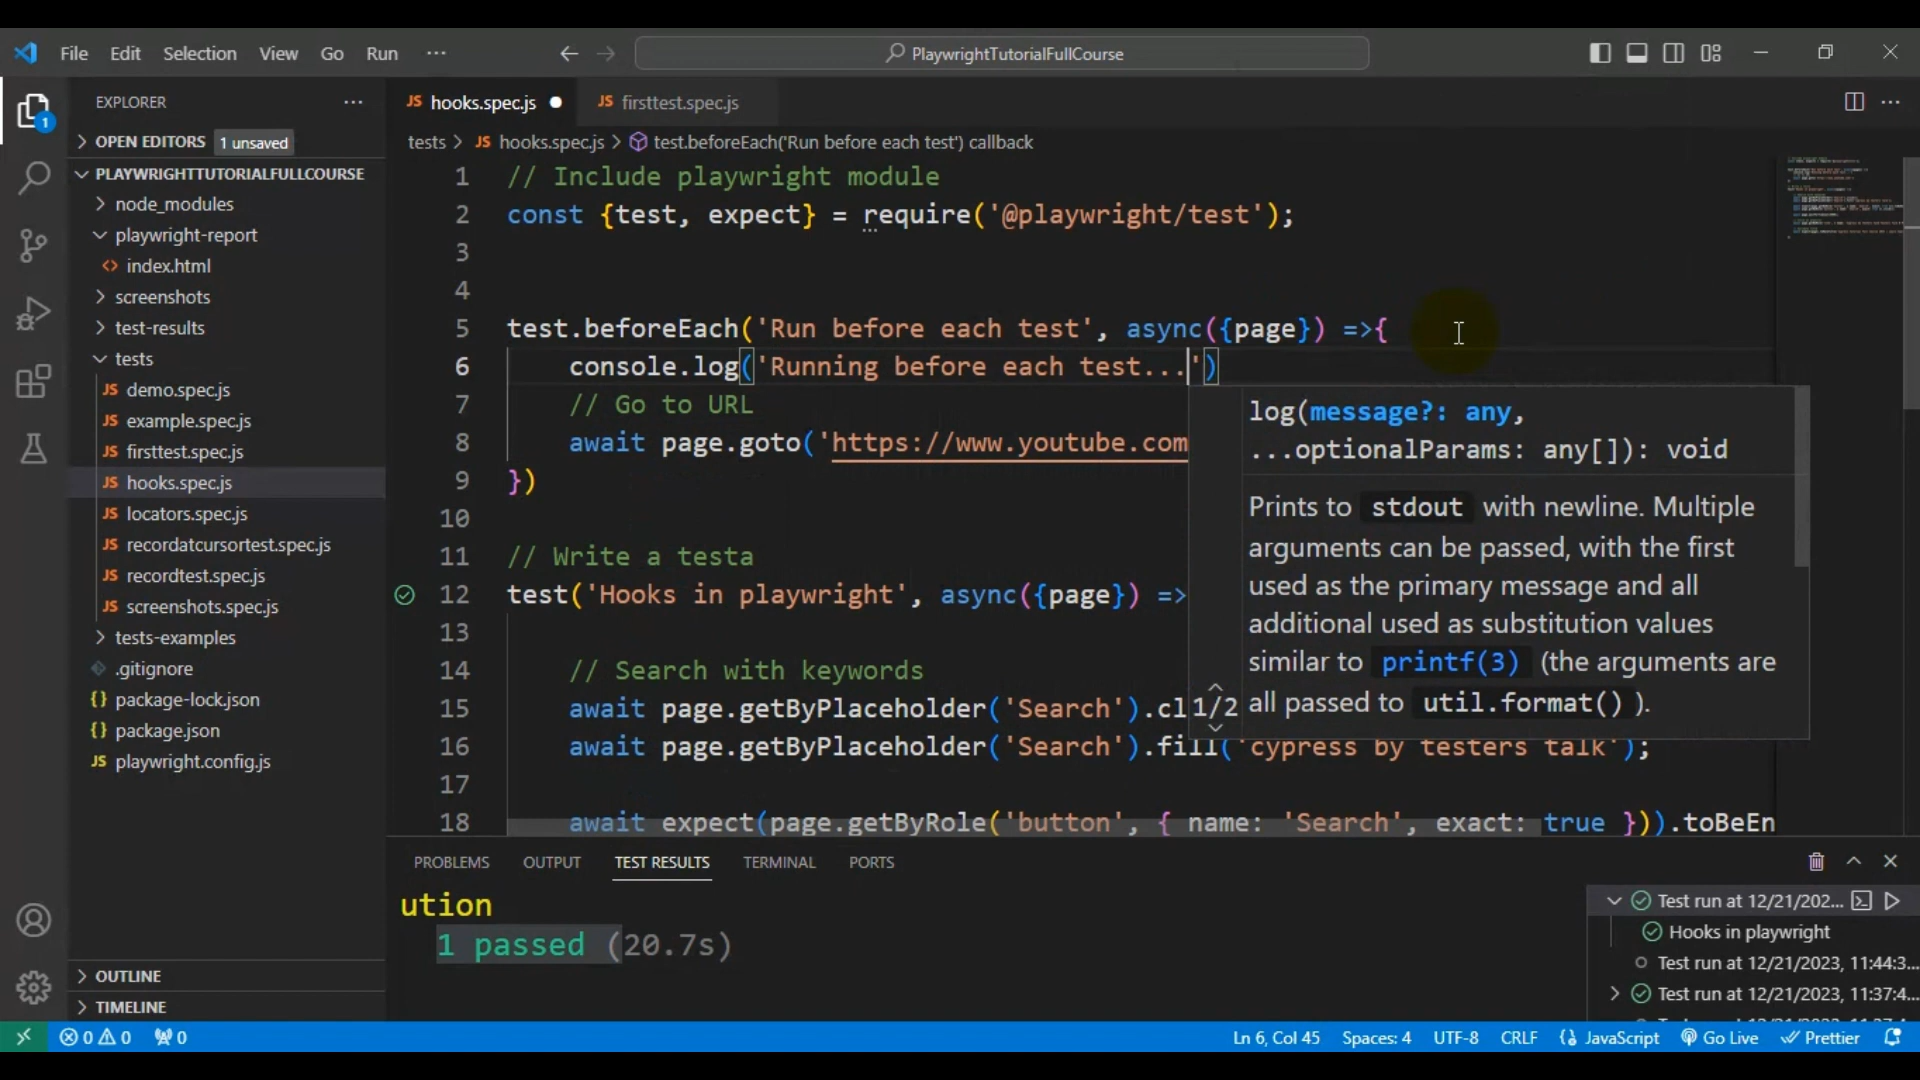 File Edit Selection View Go Run ··· PlaywrightTutorialFullCourse
EXPLORER ···
OPEN EDITORS 1 unsaved
PLAYWRIGHTTUTORIALFULLCOURSE
node_modules
playwright-report
<> index.html
screenshots
test-results
tests
JS demo.spec.js
JS example.spec.js
JS firsttest.spec.js
JS hooks.spec.js
JS locators.spec.js
JS recordatcursortest.spec.js
JS recordtest.spec.js
JS screenshots.spec.js
tests-examples
.gitignore
{} package-lock.json
{} package.json
JS playwright.config.js
OUTLINE
TIMELINE
1
JS hooks.spec.js JS firsttest.spec.js ···
tests > JS hooks.spec.js > test.beforeEach('Run before each test') callback
1 // Include playwright module
2 const {test, expect} = require('@playwright/test');
3
4
5 test.beforeEach('Run before each test', async({page}) =>{
6 console.log('Running before each test...')
7 // Go to URL
8 await page.goto('https://www.youtube.com
9 })
10
11 // Write a testa
12 test('Hooks in playwright', async({page}) =>
13
14 // Search with keywords
15 await page.getByPlaceholder('Search').cl
16 await page.getByPlaceholder('Search').fill('cypress by testers talk');
17
18 await expect(page.getByRole('button', { name: 'Search', exact: true })).toBeEn
log(message?: any,
...optionalParams: any[]): void
Prints to stdout with newline. Multiple
arguments can be passed, with the first
used as the primary message and all
additional used as substitution values
similar to printf(3) (the arguments are
1/2 all passed to util.format() ).
PROBLEMS OUTPUT TEST RESULTS TERMINAL PORTS
ution
1 passed (20.7s)
Test run at 12/21/202...
Hooks in playwright
Test run at 12/21/2023, 11:44:3...
Test run at 12/21/2023, 11:37:4...
0 0 0 Ln 6, Col 45 Spaces: 4 UTF-8 CRLF JavaScript Go Live Prettier